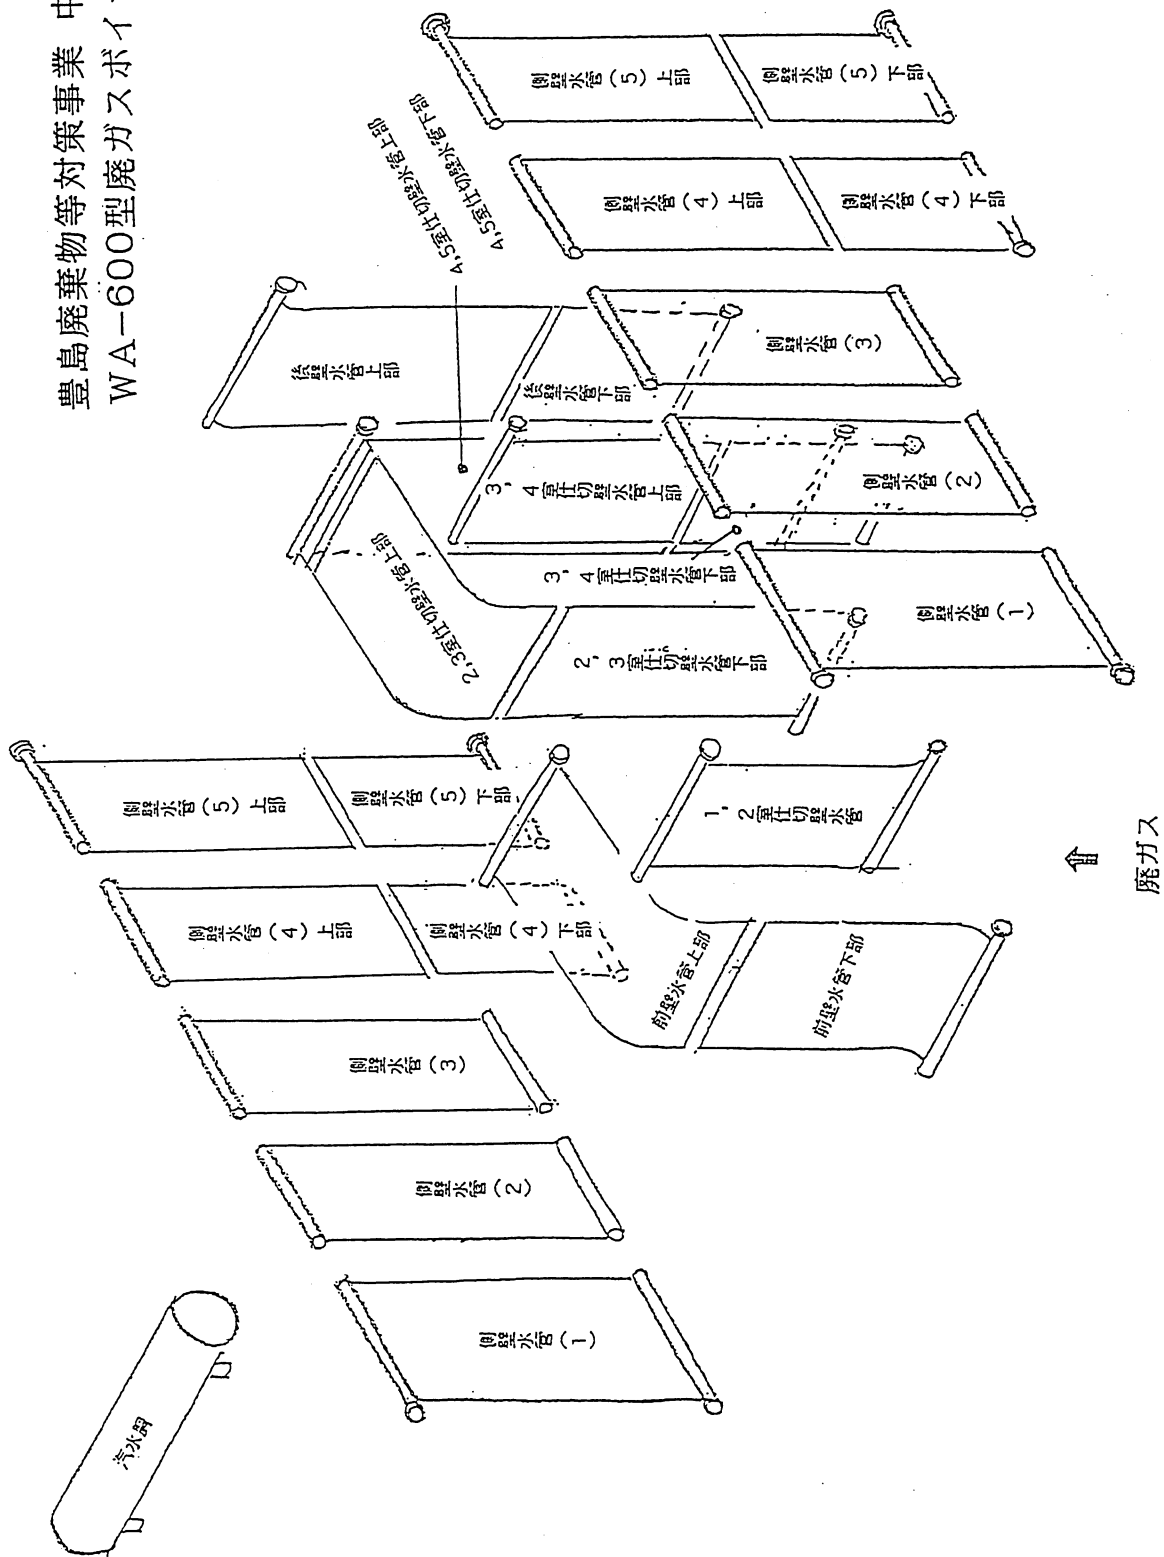 豊島廃棄物等対策事業 中
WA-600型廃ガスボイ
汽水胴
側壁水管(5)上部
側壁水管(5)下部
側壁水管(4)上部
側壁水管(4)下部
側壁水管(3)
側壁水管(2)
側壁水管(1)
前壁水管上部
前壁水管下部
1,2室仕切壁水管
2,3室仕切壁水管上部
2,3室仕切壁水管下部
3,4室仕切壁水管上部
3,4室仕切壁水管下部
後壁水管上部
後壁水管下部
4,5室仕切壁水管上部
4,5室仕切壁水管下部
側壁水管(5)上部
側壁水管(5)下部
側壁水管(4)上部
側壁水管(4)下部
側壁水管(3)
側壁水管(2)
側壁水管(1)
廃ガス